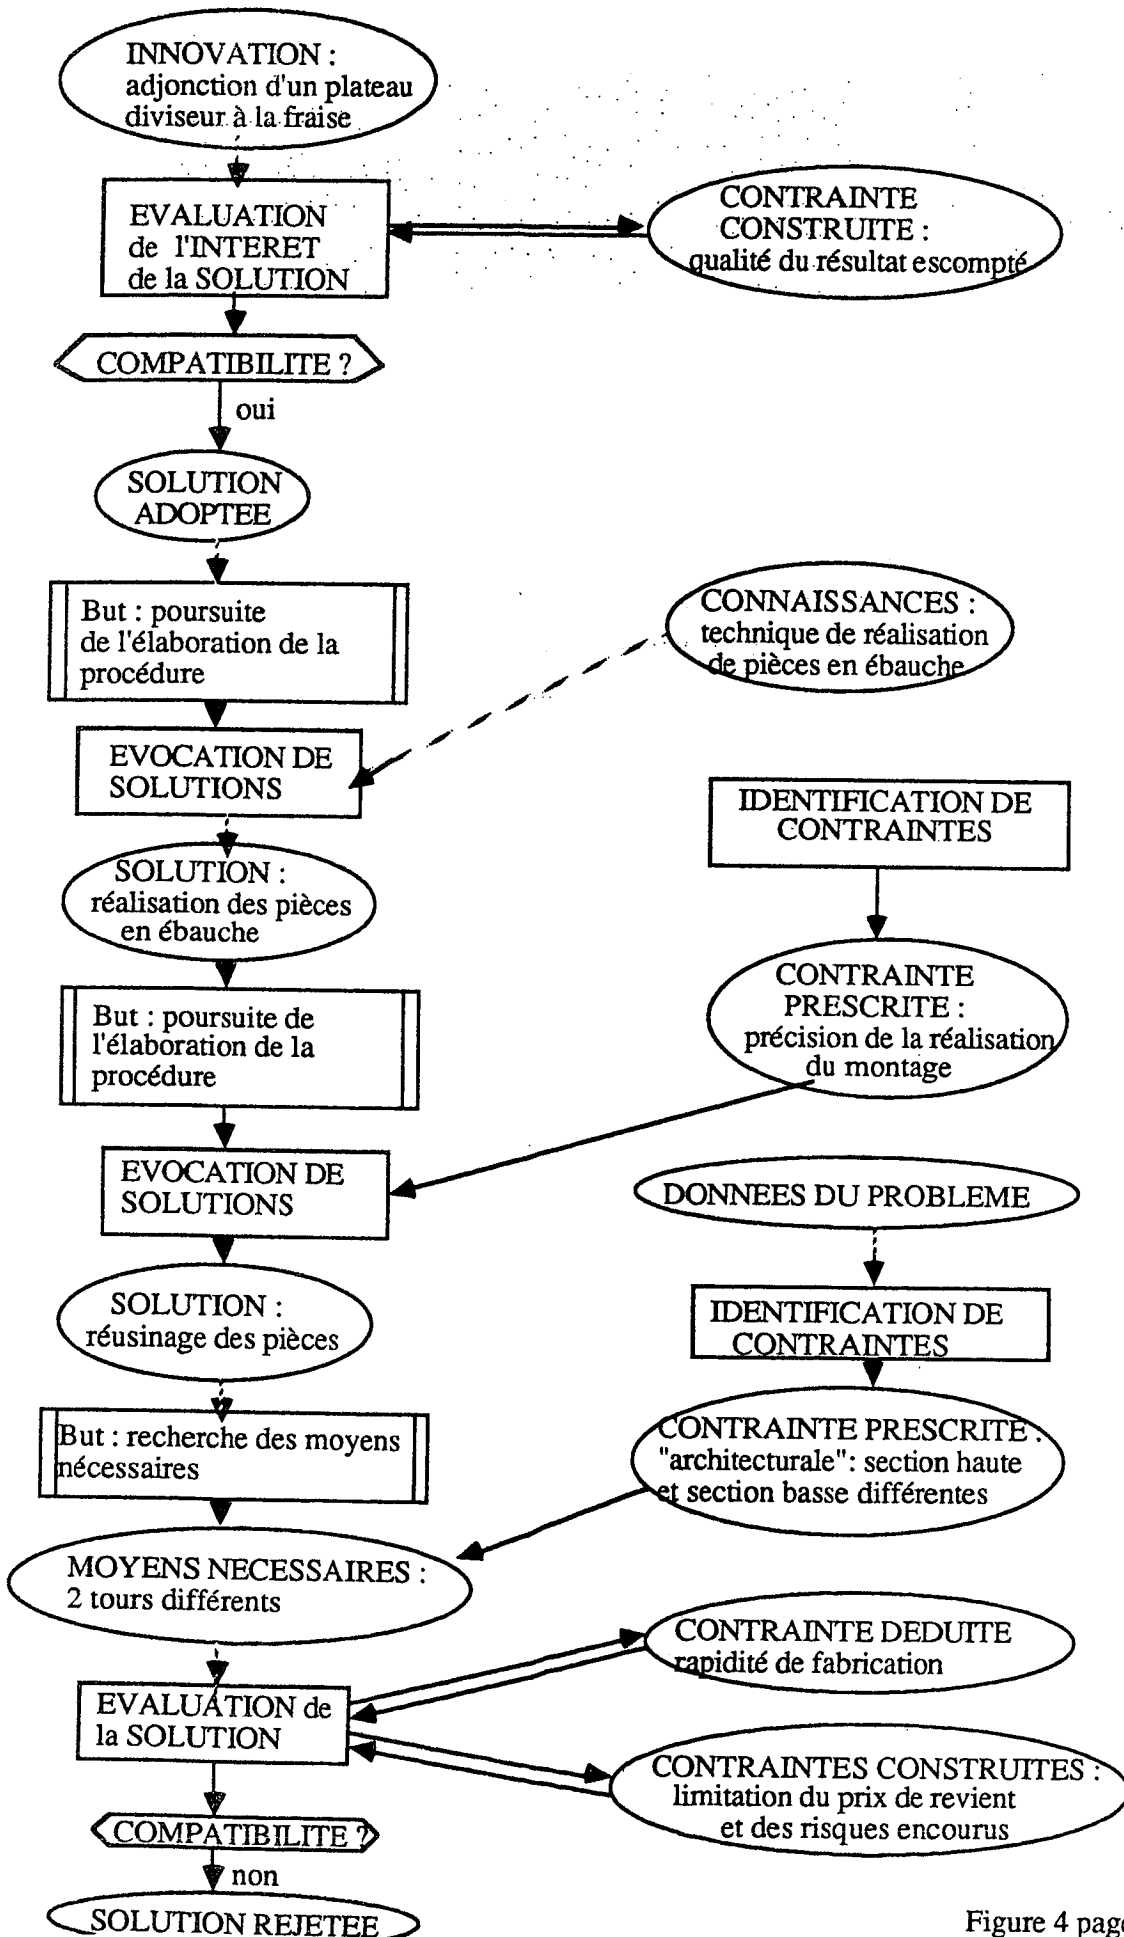 INNOVATION :
adjonction d'un plateau
diviseur à la fraise
EVALUATION
de l'INTERET
de la SOLUTION
CONTRAINTE
CONSTRUITE :
qualité du résultat escompté
COMPATIBILITE ?
oui
SOLUTION
ADOPTEE
But : poursuite
de l'élaboration de la
procédure
CONNAISSANCES :
technique de réalisation
de pièces en ébauche
EVOCATION DE
SOLUTIONS
IDENTIFICATION DE
CONTRAINTES
SOLUTION :
réalisation des pièces
en ébauche
CONTRAINTE
PRESCRITE :
précision de la réalisation
du montage
But : poursuite de
l'élaboration de la
procédure
EVOCATION DE
SOLUTIONS
DONNEES DU PROBLEME
SOLUTION :
réusinage des pièces
IDENTIFICATION DE
CONTRAINTES
But : recherche des moyens
nécessaires
CONTRAINTE PRESCRITE :
"architecturale": section haute
et section basse différentes
MOYENS NECESSAIRES :
2 tours différents
CONTRAINTE DEDUITE
rapidité de fabrication
EVALUATION de
la SOLUTION
CONTRAINTES CONSTRUITES :
limitation du prix de revient
et des risques encourus
COMPATIBILITE ?
non
SOLUTION REJETEE
Figure 4 page